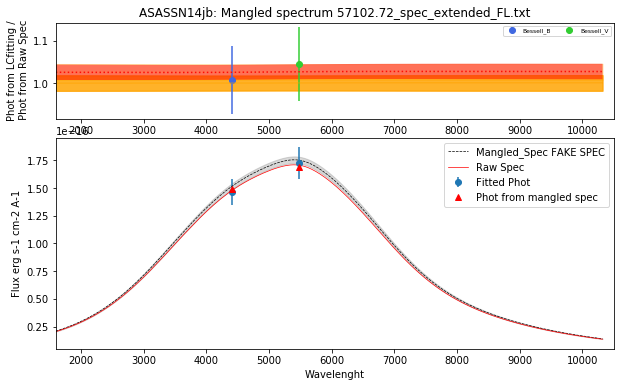 ASASSN14jb: Mangled spectrum 57102.72_spec_extended_FL.txt
Phot from LCfitting /
Phot from Raw Spec
1.1
1.0
Bessell_B
Bessell_V
2000 3000 4000 5000 6000 7000 8000 9000 10000
1e−16
Flux erg s-1 cm-2 A-1
1.75
1.50
1.25
1.00
0.75
0.50
0.25
Mangled_Spec FAKE SPEC
Raw Spec
Fitted Phot
Phot from mangled spec
2000 3000 4000 5000 6000 7000 8000 9000 10000
Wavelenght